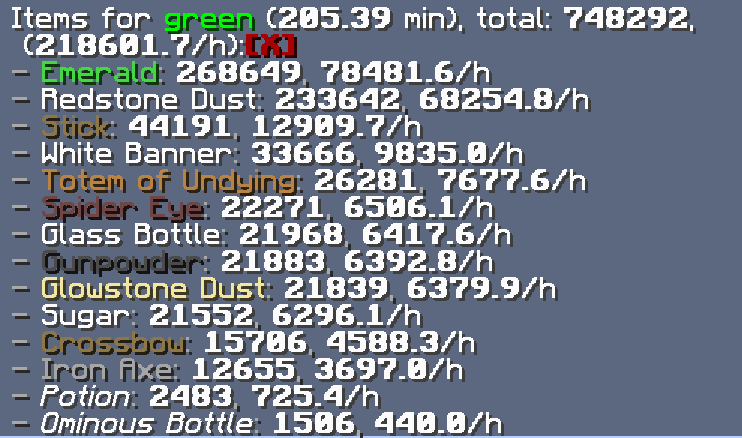 Items for green (205.39 min), total: 748292,
(218601.7/h):[X]
- Emerald: 268649, 78481.6/h
- Redstone Dust: 233642, 68254.8/h
- Stick: 44191, 12909.7/h
- White Banner: 33666, 9835.0/h
- Totem of Undying: 26281, 7677.6/h
- Spider Eye: 22271, 6506.1/h
- Glass Bottle: 21968, 6417.6/h
- Gunpowder: 21883, 6392.8/h
- Glowstone Dust: 21839, 6379.9/h
- Sugar: 21552, 6296.1/h
- Crossbow: 15706, 4588.3/h
- Iron Axe: 12655, 3697.0/h
- Potion: 2483, 725.4/h
- Ominous Bottle: 1506, 440.0/h